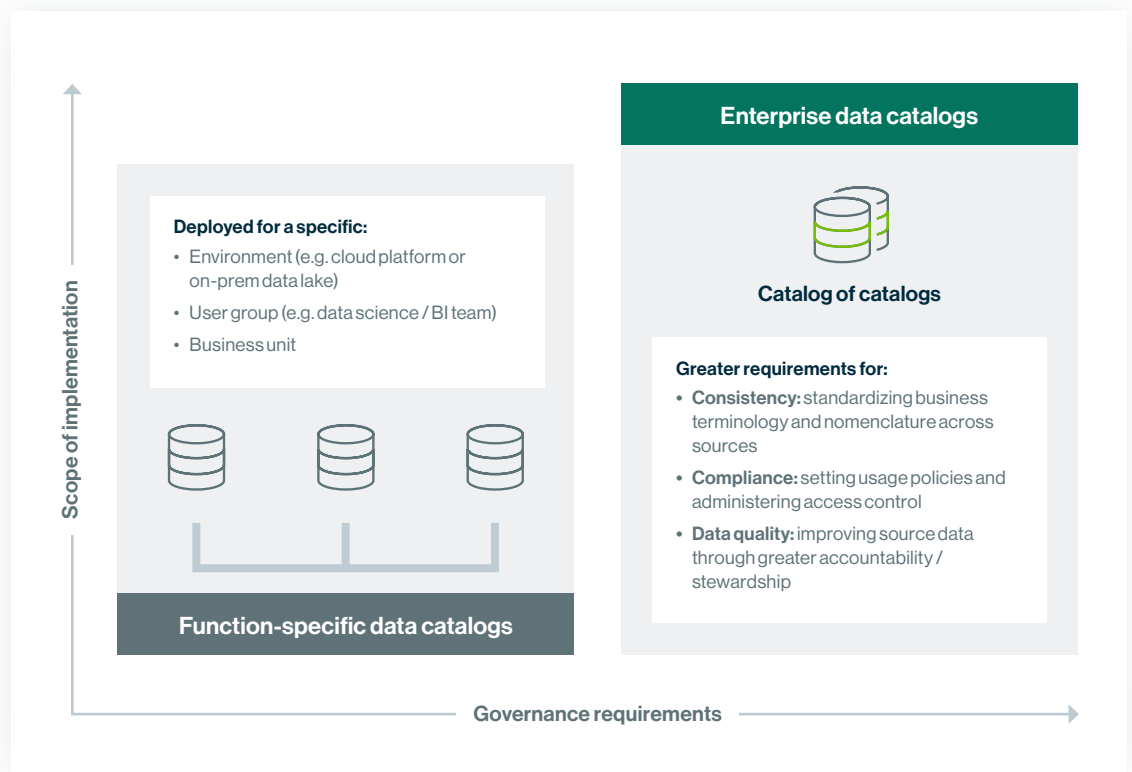 Scope of implementation
Deployed for a specific:
• Environment (e.g. cloud platform or
on-prem data lake)
• User group (e.g. data science / BI team)
• Business unit
Function-specific data catalogs
Enterprise data catalogs
Catalog of catalogs
Greater requirements for:
• Consistency: standardizing business
terminology and nomenclature across
sources
• Compliance: setting usage policies and
administering access control
• Data quality: improving source data
through greater accountability /
stewardship
Governance requirements